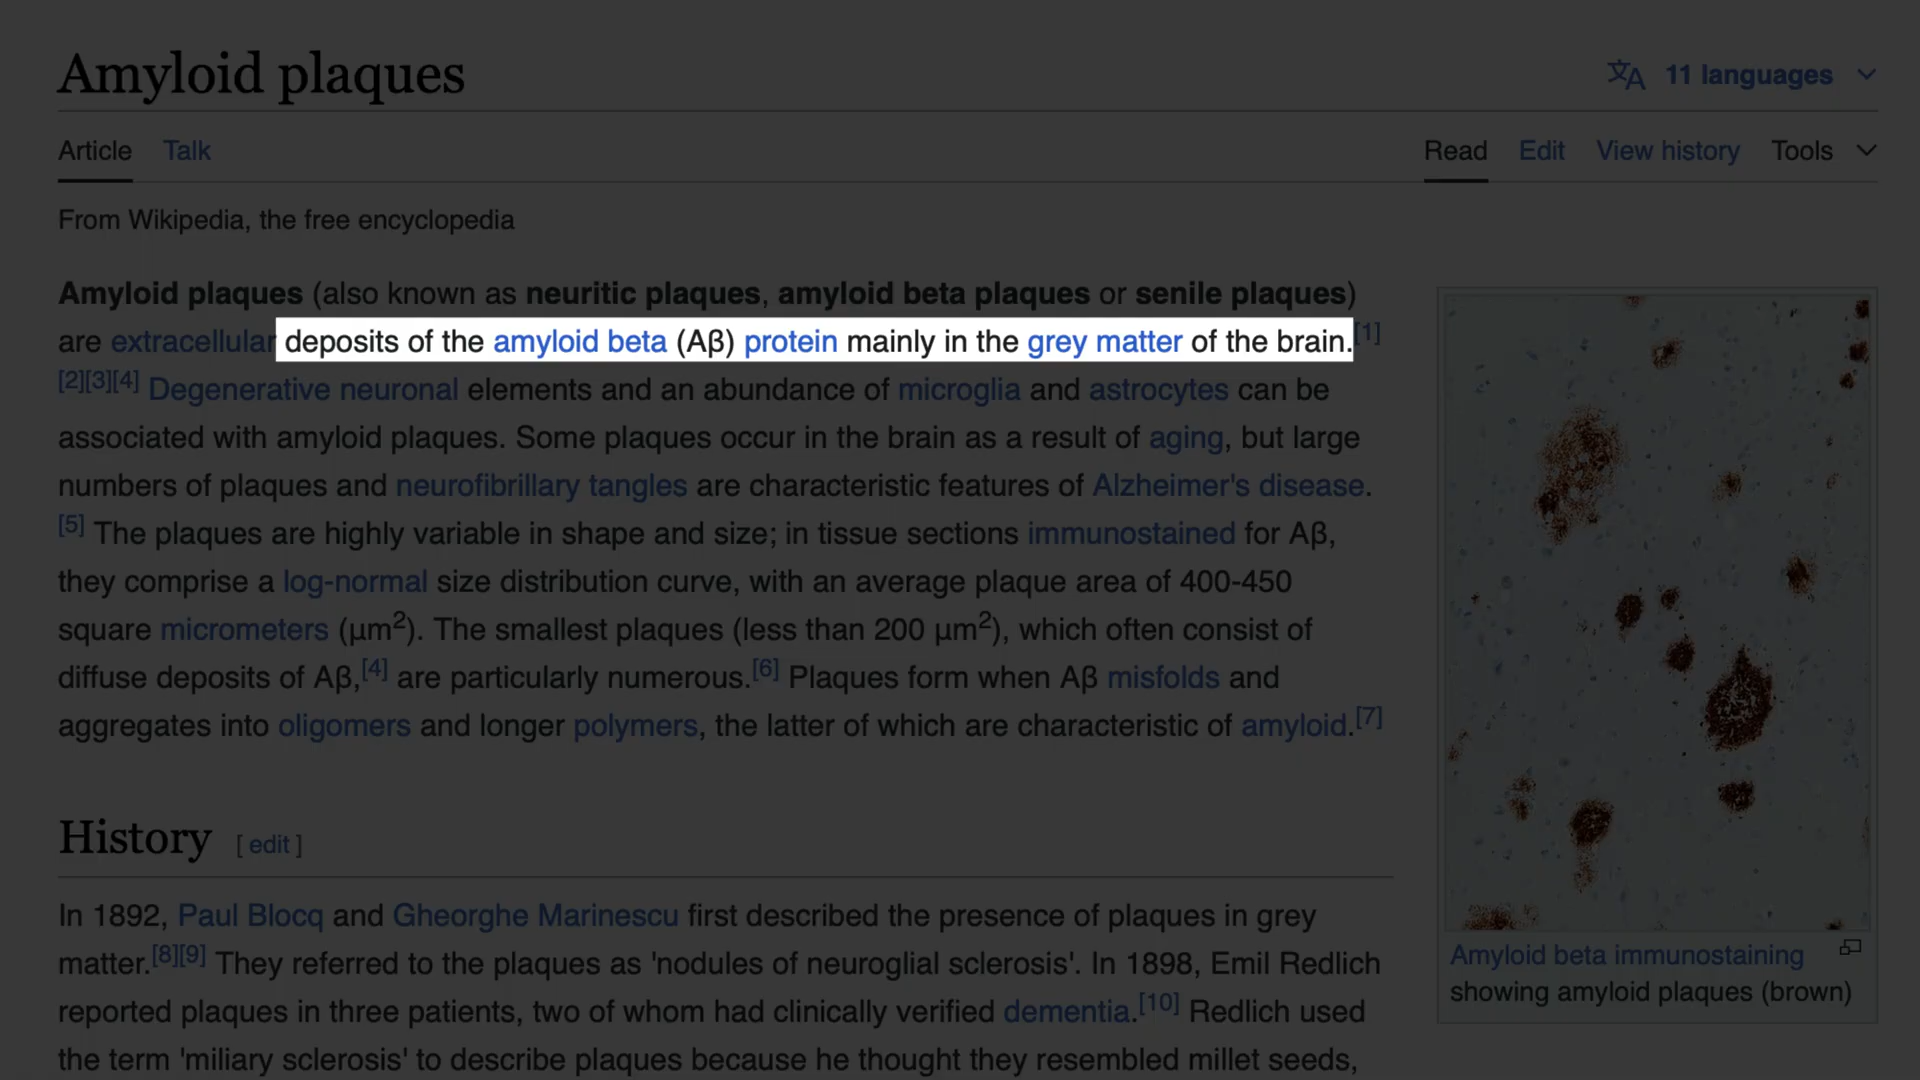 Amyloid plaques
文A 11 languages
Article Talk Read Edit View history Tools
From Wikipedia, the free encyclopedia
Amyloid plaques (also known as neuritic plaques, amyloid beta plaques or senile plaques)
are extracellular deposits of the amyloid beta (Aβ) protein mainly in the grey matter of the brain.[1]
[2][3][4] Degenerative neuronal elements and an abundance of microglia and astrocytes can be
associated with amyloid plaques. Some plaques occur in the brain as a result of aging, but large
numbers of plaques and neurofibrillary tangles are characteristic features of Alzheimer's disease.
[5] The plaques are highly variable in shape and size; in tissue sections immunostained for Aβ,
they comprise a log-normal size distribution curve, with an average plaque area of 400-450
square micrometers (µm²). The smallest plaques (less than 200 µm²), which often consist of
diffuse deposits of Aβ,[4] are particularly numerous.[6] Plaques form when Aβ misfolds and
aggregates into oligomers and longer polymers, the latter of which are characteristic of amyloid.[7]
History [ edit ]
In 1892, Paul Blocq and Gheorghe Marinescu first described the presence of plaques in grey
matter.[8][9] They referred to the plaques as 'nodules of neuroglial sclerosis'. In 1898, Emil Redlich
reported plaques in three patients, two of whom had clinically verified dementia.[10] Redlich used
the term 'miliary sclerosis' to describe plaques because he thought they resembled millet seeds,
Amyloid beta immunostaining
showing amyloid plaques (brown)